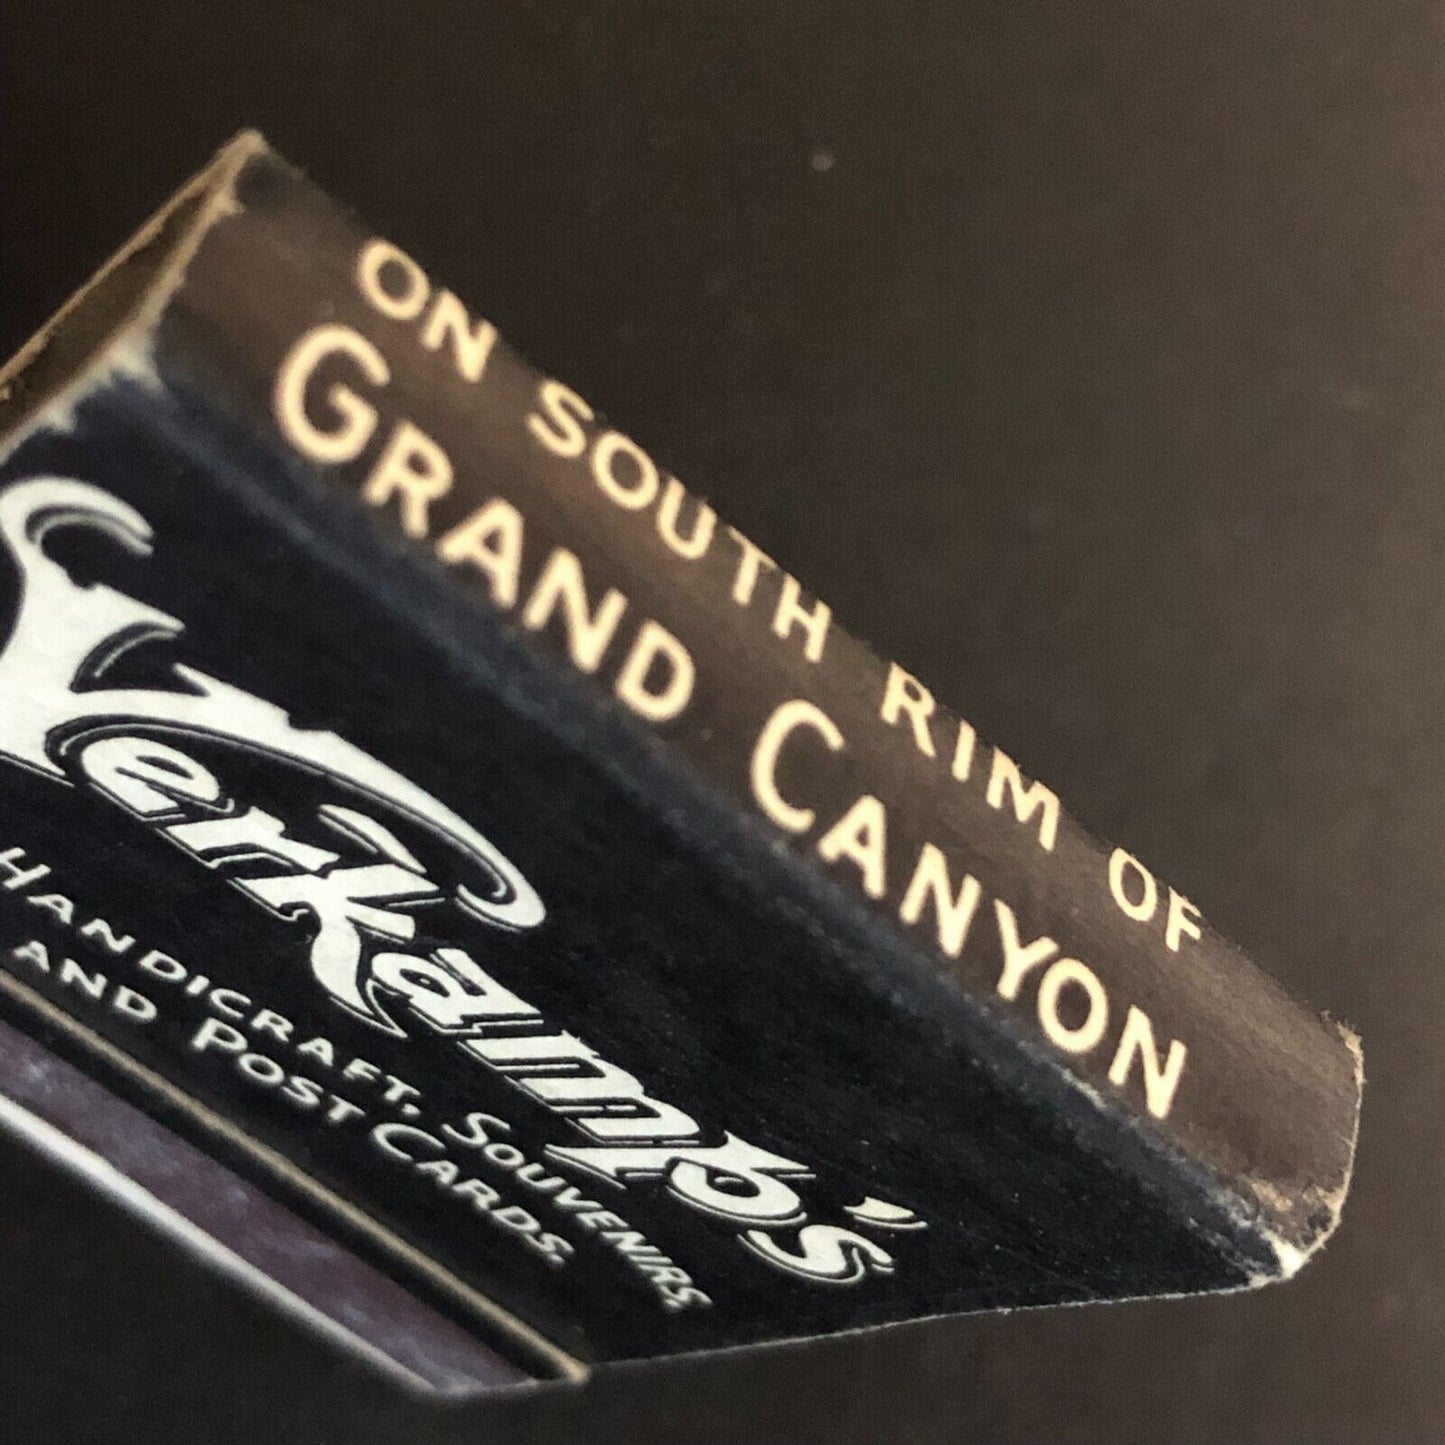 ON SOUTH RIM OF
GRAND CANYON
Verkamp's
HANDICRAFT, SOUVENIRS,
AND POST CARDS.